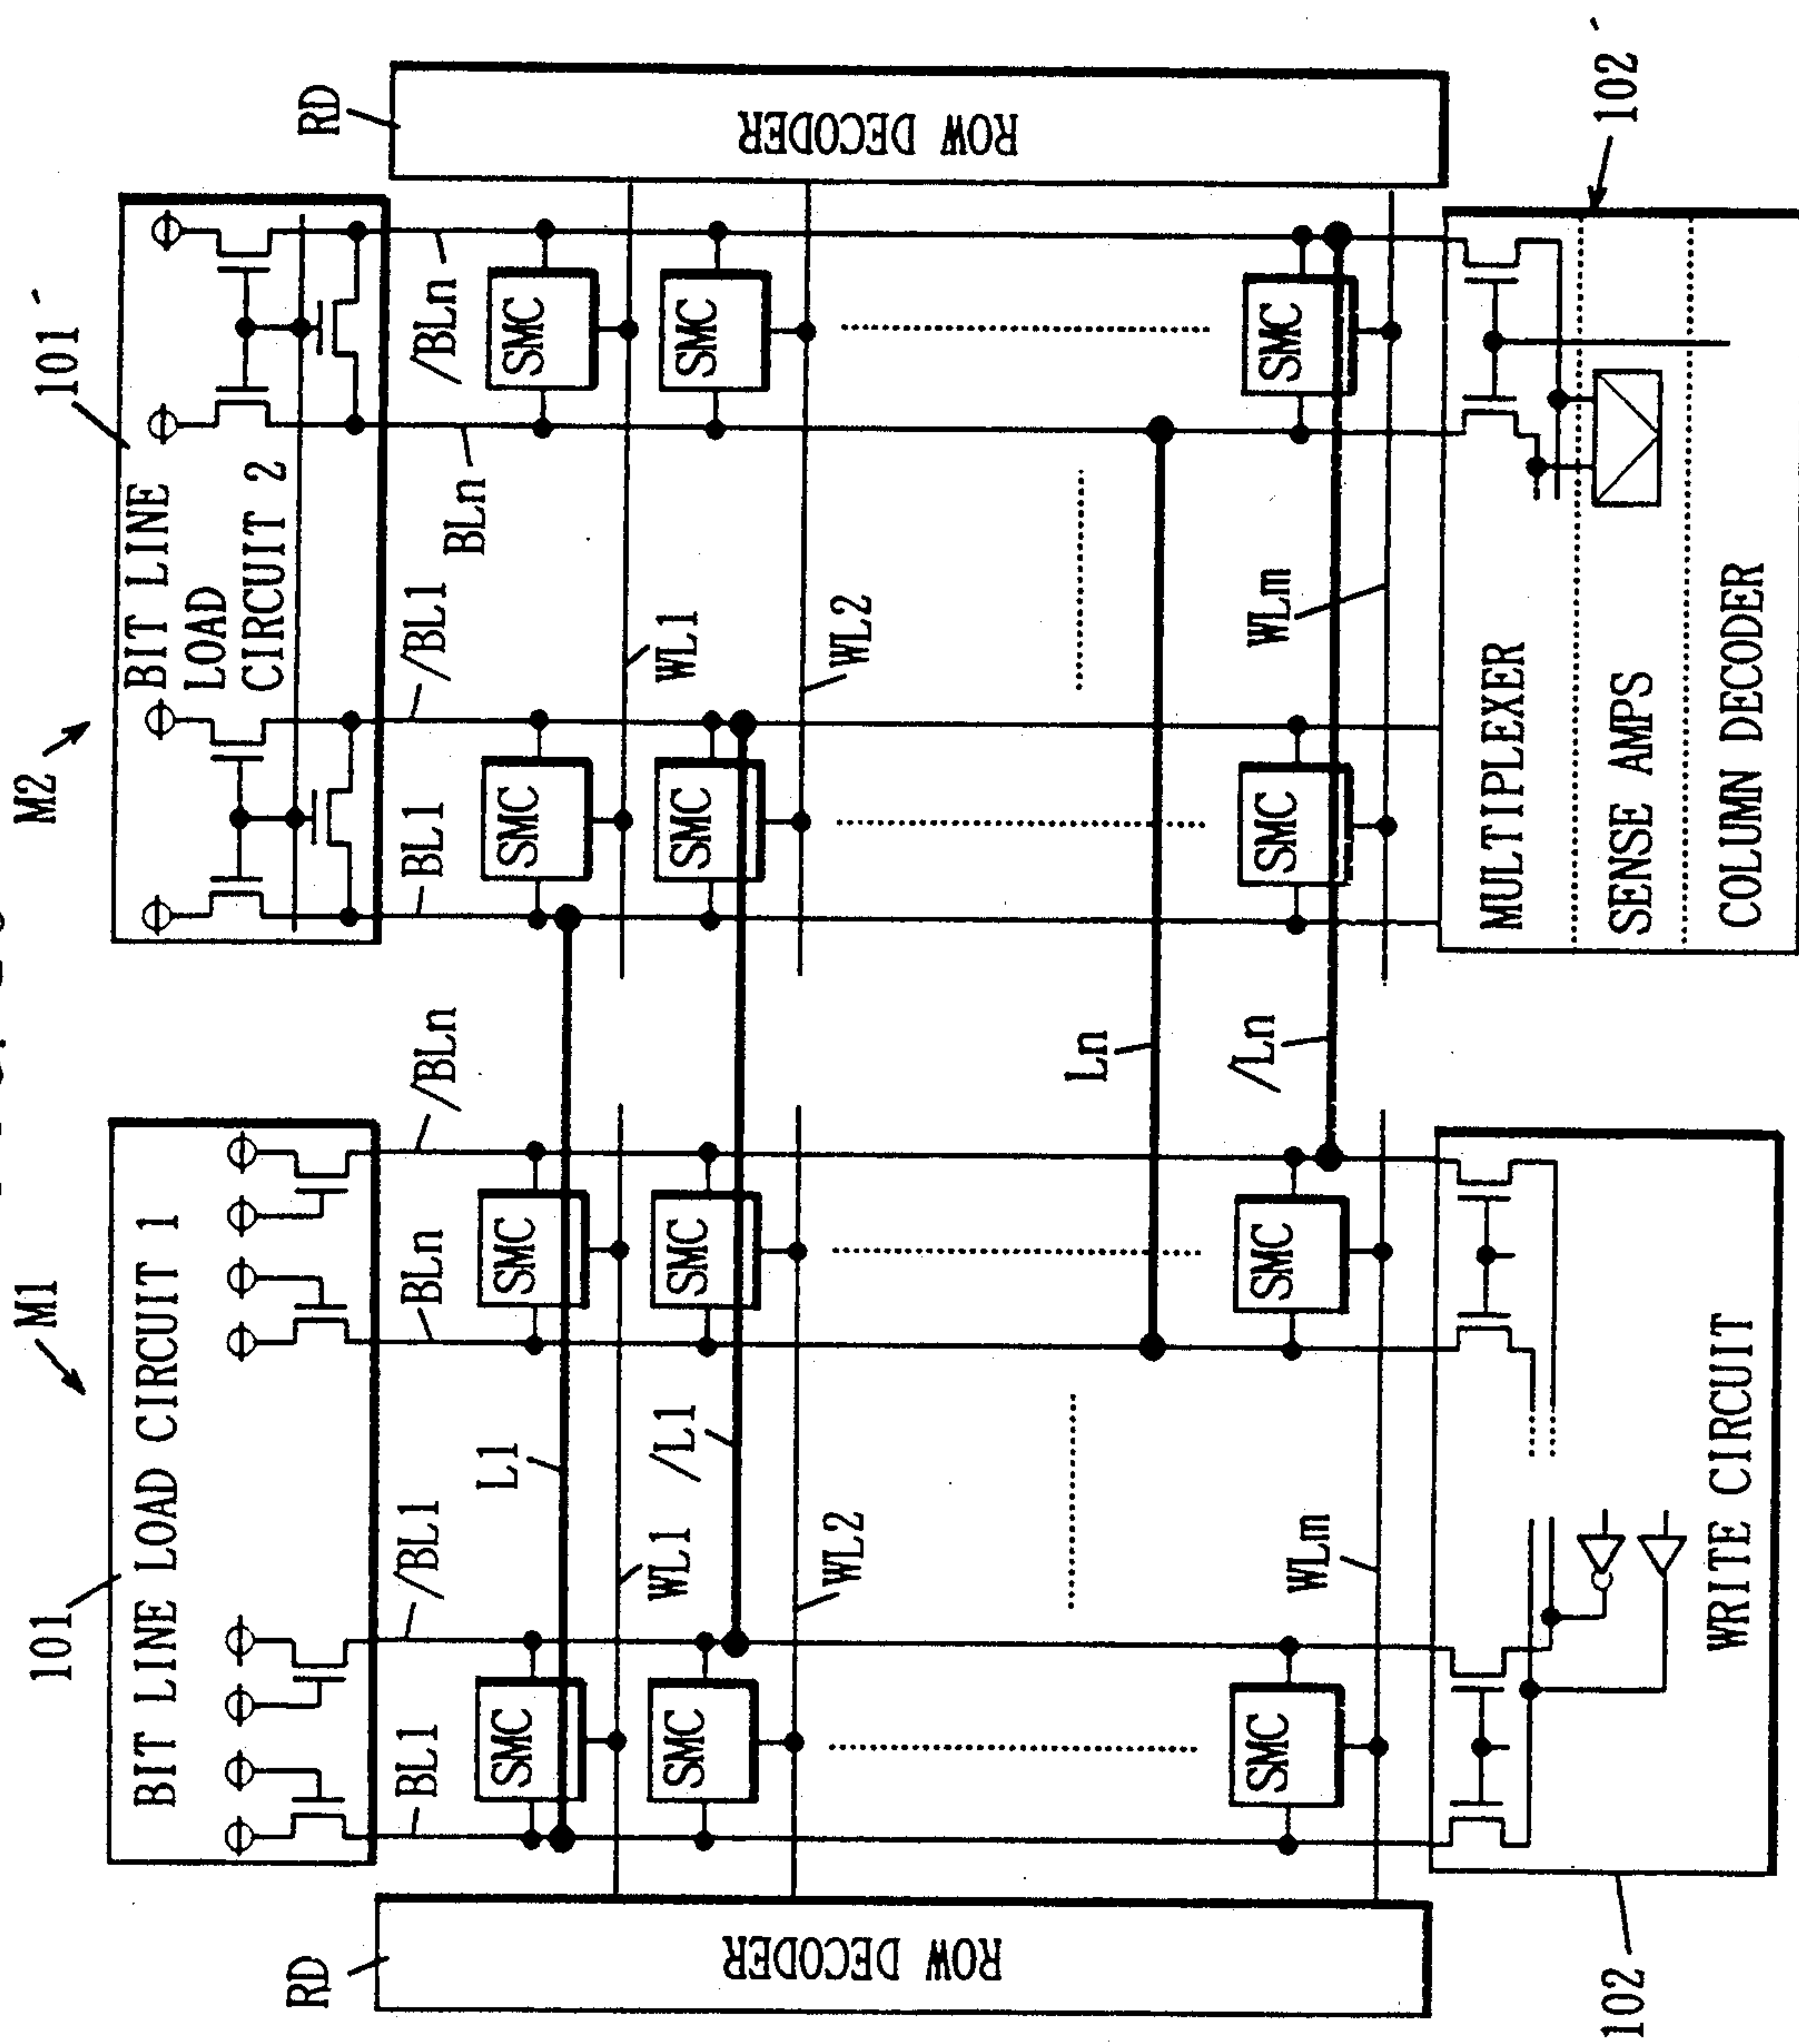 M1
M2
101
101'
BIT LINE LOAD CIRCUIT 1
BIT LINE
LOAD
CIRCUIT 2
BL1
/BL1
BLn
/BLn
BL1
/BL1
BLn
/BLn
RD
RD
SMC
SMC
SMC
SMC
L1
WL1
WL1
SMC
SMC
SMC
SMC
/L1
WL2
WL2
Ln
/Ln
SMC
SMC
SMC
SMC
WLm
WLm
ROW DECODER
ROW DECODER
WRITE CIRCUIT
MULTIPLEXER
SENSE AMPS
COLUMN DECODER
102
102'